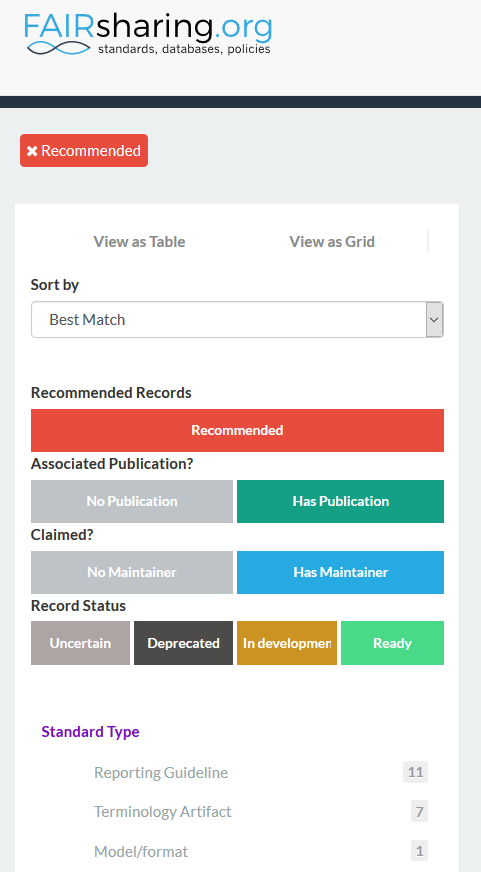 FAIRsharing.org
standards, databases, policies
✖ Recommended
View as Table View as Grid
Sort by
Best Match
Recommended Records
Recommended
Associated Publication?
No Publication Has Publication
Claimed?
No Maintainer Has Maintainer
Record Status
Uncertain Deprecated In developmen Ready
Standard Type
Reporting Guideline 11
Terminology Artifact 7
Model/format 1